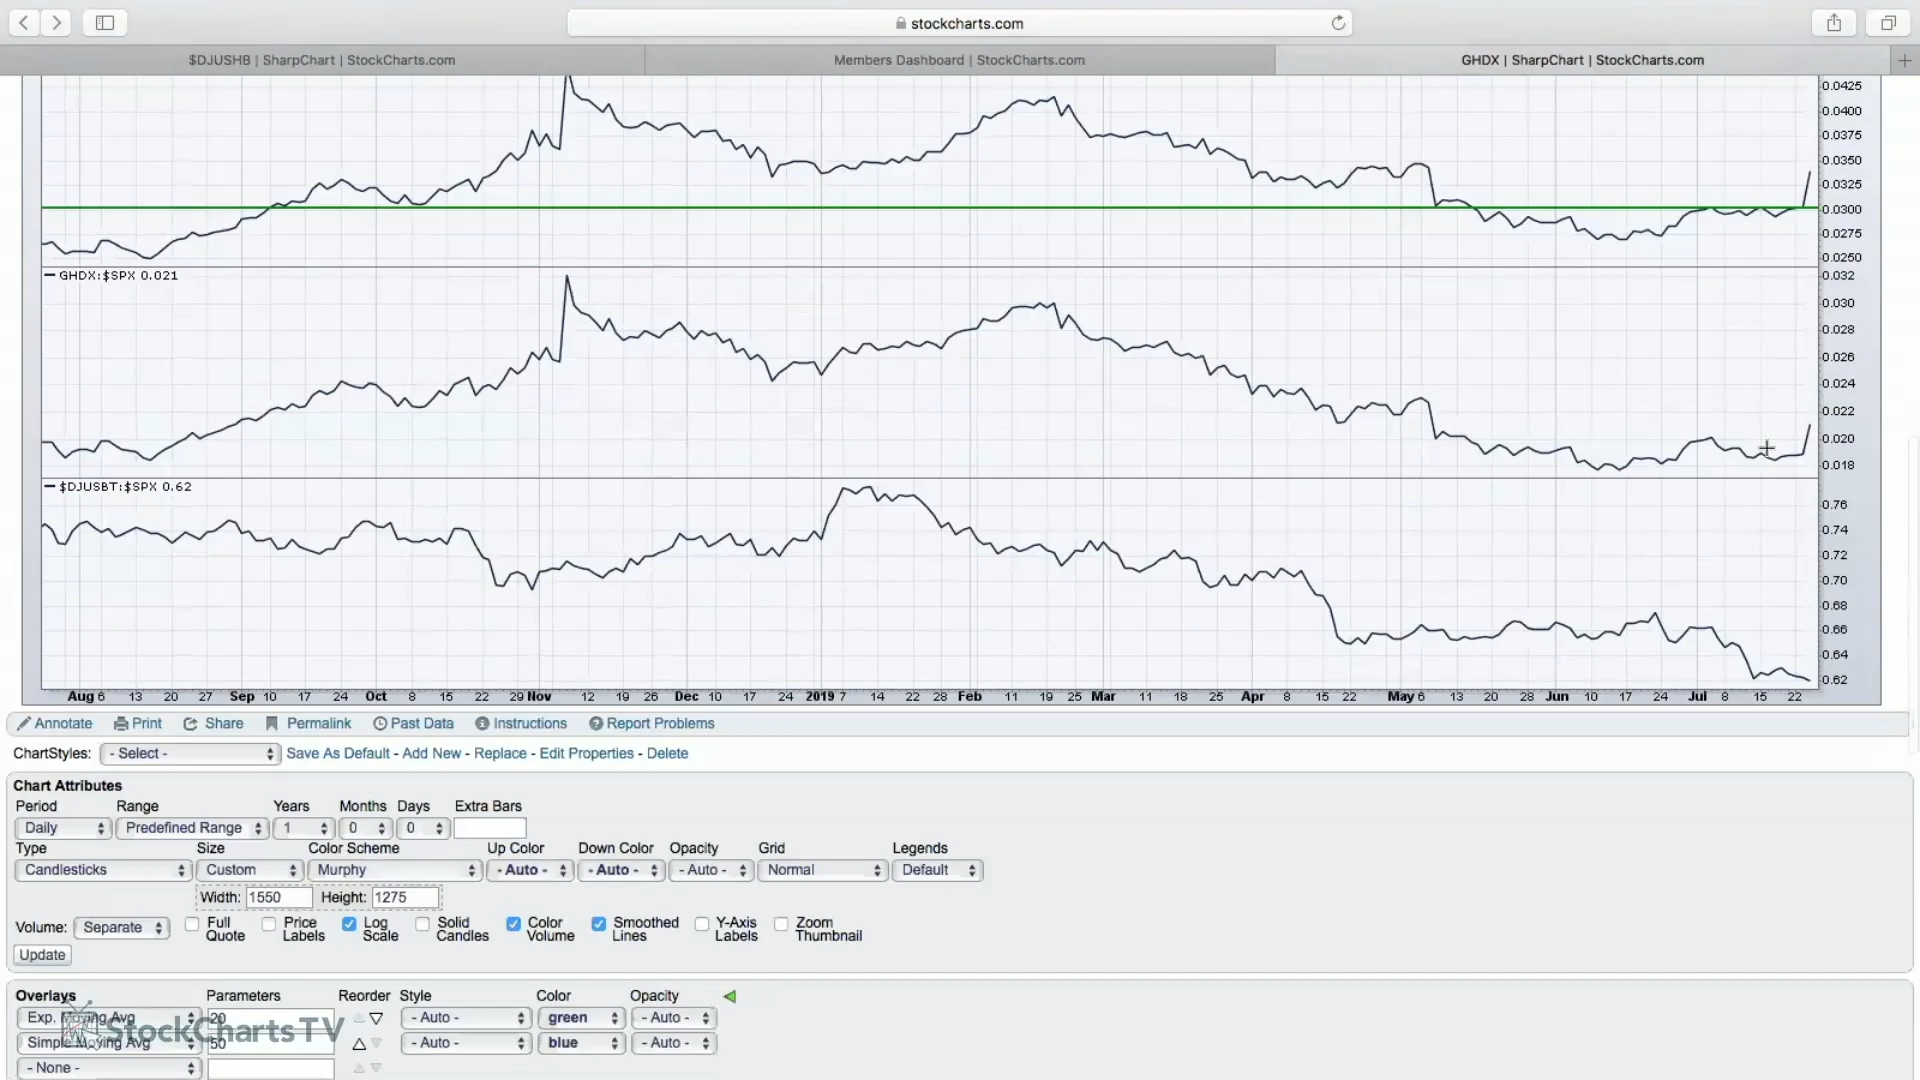 stockcharts.com
$DJUSHB | SharpChart | StockCharts.com
Members Dashboard | StockCharts.com
GHDX | SharpChart | StockCharts.com
0.0425
0.0400
0.0375
0.0350
0.0325
0.0300
0.0275
0.0250
GHDX:$SPX 0.021
0.032
0.030
0.028
0.026
0.024
0.022
0.020
0.018
$DJUSBT:$SPX 0.62
0.76
0.74
0.72
0.70
0.68
0.66
0.64
0.62
Aug 6 13 20 27 Sep 10 17 24 Oct 8 15 22 29 Nov 12 19 26 Dec 10 17 24 2019 7 14 22 28 Feb 11 19 25 Mar 11 18 25 Apr 8 15 22 May 6 13 20 28 Jun 10 17 24 Jul 8 15 22
Annotate Print Share Permalink Past Data Instructions Report Problems
ChartStyles: - Select - Save As Default - Add New - Replace - Edit Properties - Delete
Chart Attributes
Period Range Years Months Days Extra Bars
Daily Predefined Range 1 0 0
Type Size Color Scheme Up Color Down Color Opacity Grid Legends
Candlesticks Custom Murphy - Auto - - Auto - - Auto - Normal Default
Width: 1550 Height: 1275
Volume: Separate Full Quote Price Labels Log Scale Solid Candles Color Volume Smoothed Lines Y-Axis Labels Zoom Thumbnail
Update
Overlays Parameters Reorder Style Color Opacity
Exp. Moving Avg 20 - Auto - green - Auto -
StockChartsTV
Simple Moving Avg 50 - Auto - blue - Auto -
- None -